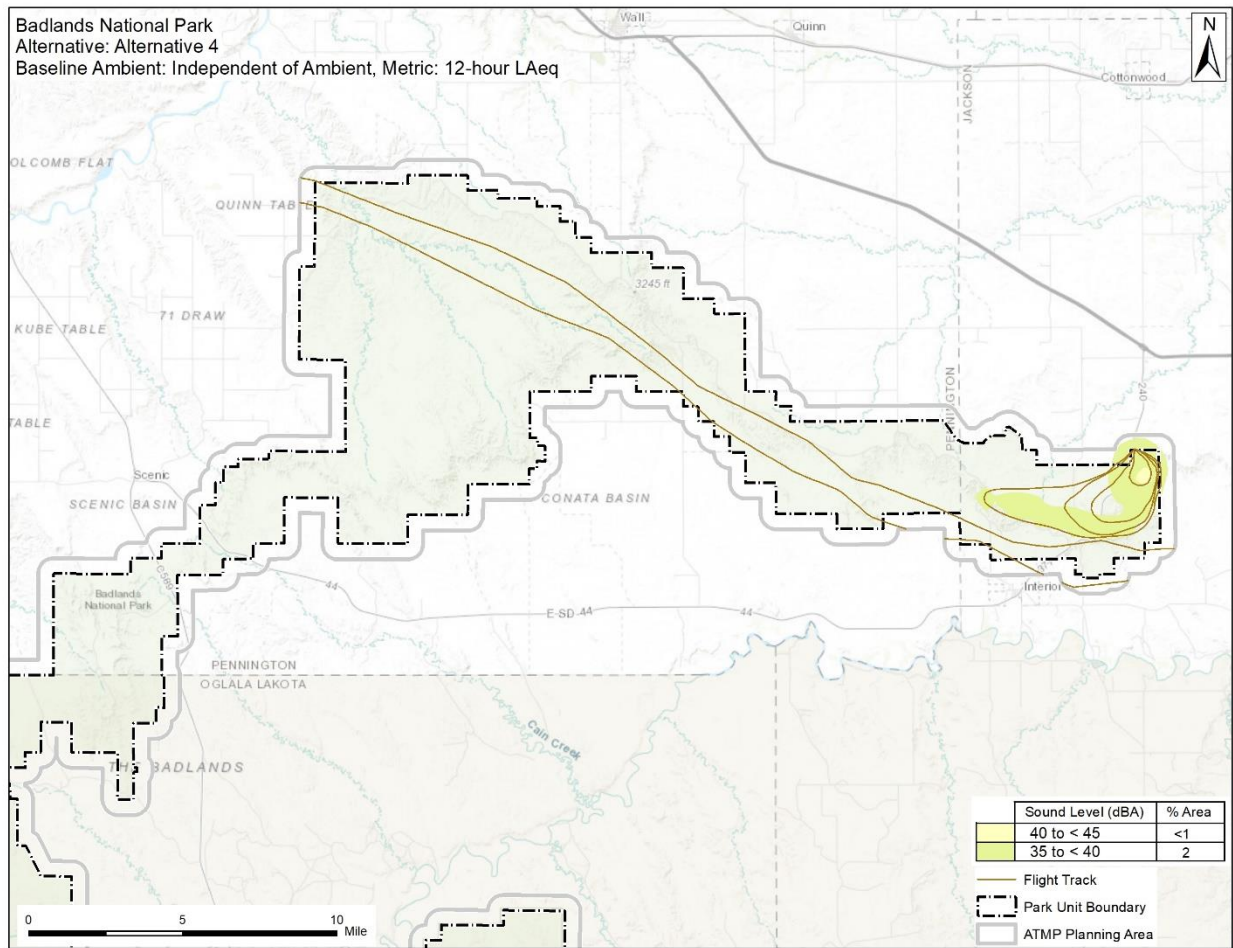 Badlands National Park
Alternative: Alternative 4
Baseline Ambient: Independent of Ambient, Metric: 12-hour LAeq
N
Wall
Quinn
Cottonwood
JACKSON
OLCOMB FLAT
QUINN TABLE
3245 ft
71 DRAW
KUBE TABLE
PENNINGTON
240
TABLE
Scenic
SCENIC BASIN
CONATA BASIN
C589
Badlands
National Park
44
E-SD 44
44
Interior
PENNINGTON
OGLALA LAKOTA
Cain Creek
THE BADLANDS
Sound Level (dBA) % Area
40 to < 45 <1
35 to < 40 2
Flight Track
Park Unit Boundary
ATMP Planning Area
0 5 10
Mile